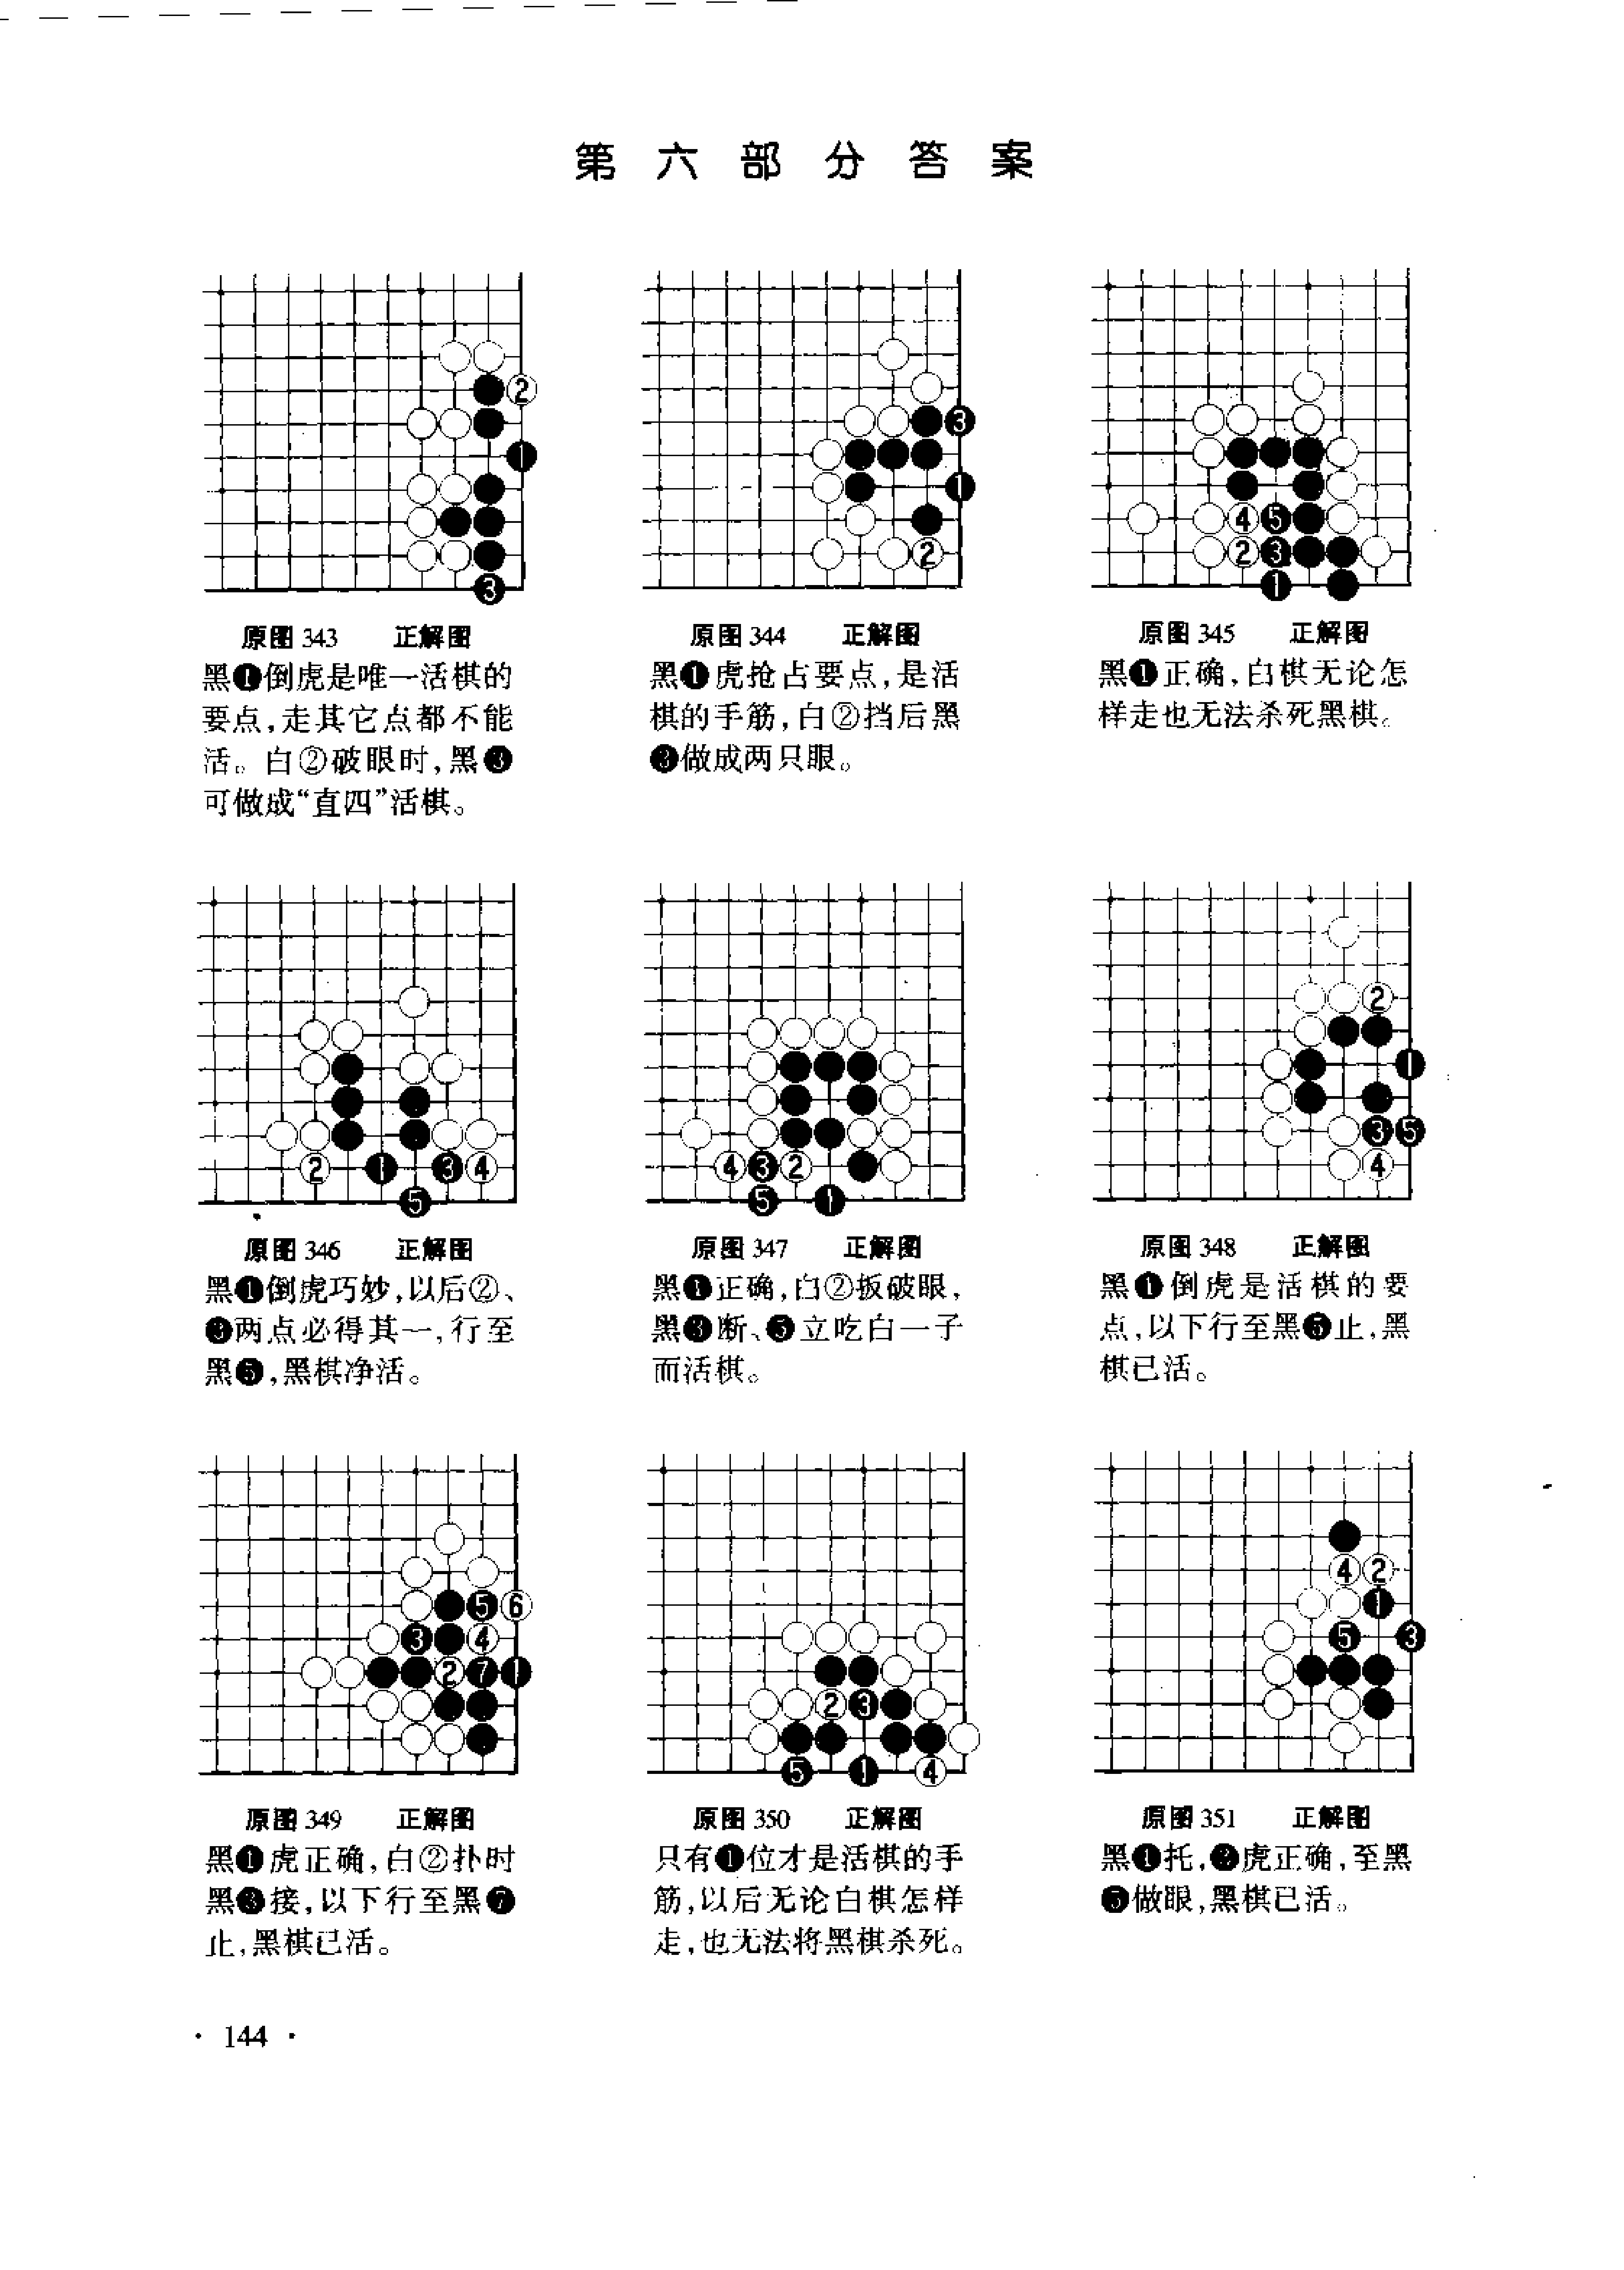 第六部分答案
原图 343 正解图
黑❶倒虎是唯一活棋的
要点,走其它点都不能
活。白②破眼时,黑❸
可做成“直四”活棋。
原图 344 正解图
黑❶虎抢占要点,是活
棋的手筋,白②挡后黑
❸做成两只眼。
原图 345 正解图
黑❶正确,白棋无论怎
样走也无法杀死黑棋。
原图 346 正解图
黑❶倒虎巧妙,以后②、
❸两点必得其一,行至
黑❺,黑棋净活。
原图 347 正解图
黑❶正确,白②扳破眼,
黑❸断、❺立吃白一子
而活棋。
原图 348 正解图
黑❶倒虎是活棋的要
点,以下行至黑❺止,黑
棋已活。
原图 349 正解图
黑❶虎正确,白②扑时
黑❸接,以下行至黑❼
止,黑棋已活。
原图 350 正解图
只有❶位才是活棋的手
筋,以后无论白棋怎样
走,也无法将黑棋杀死。
原图 351 正解图
黑❶托,❷虎正确,至黑
❺做眼,黑棋已活。
· 144 ·